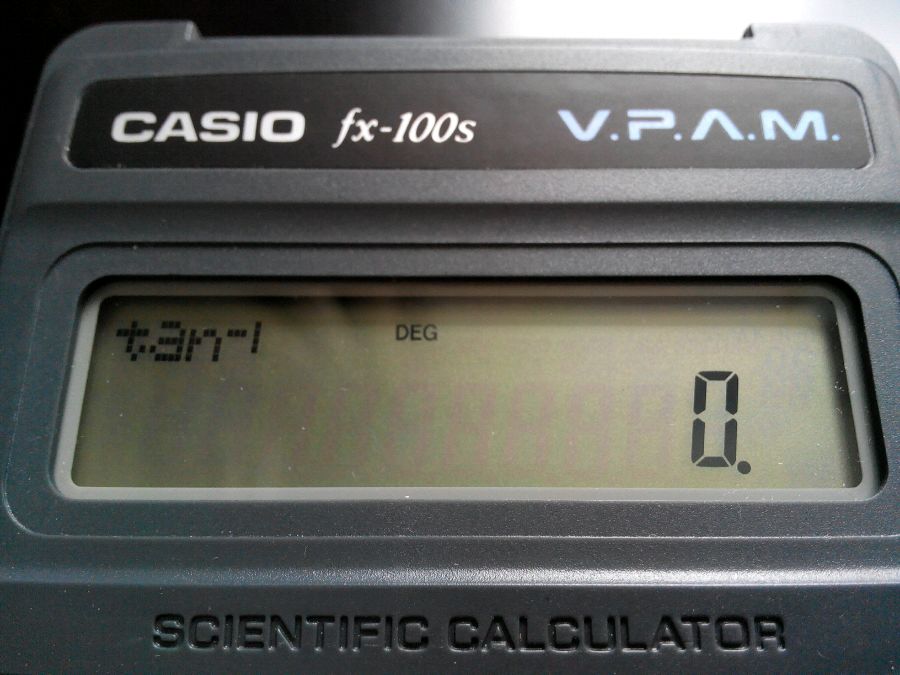 CASIO fx-100s V.P.A.M.
tan⁻¹ DEG
0.
SCIENTIFIC CALCULATOR